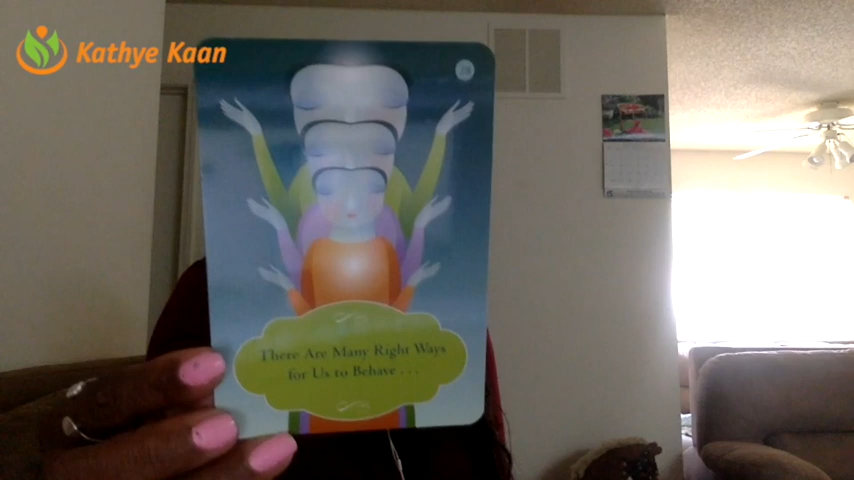 Kathye Kaan
There Are Many Right Ways
for Us to Behave . . .